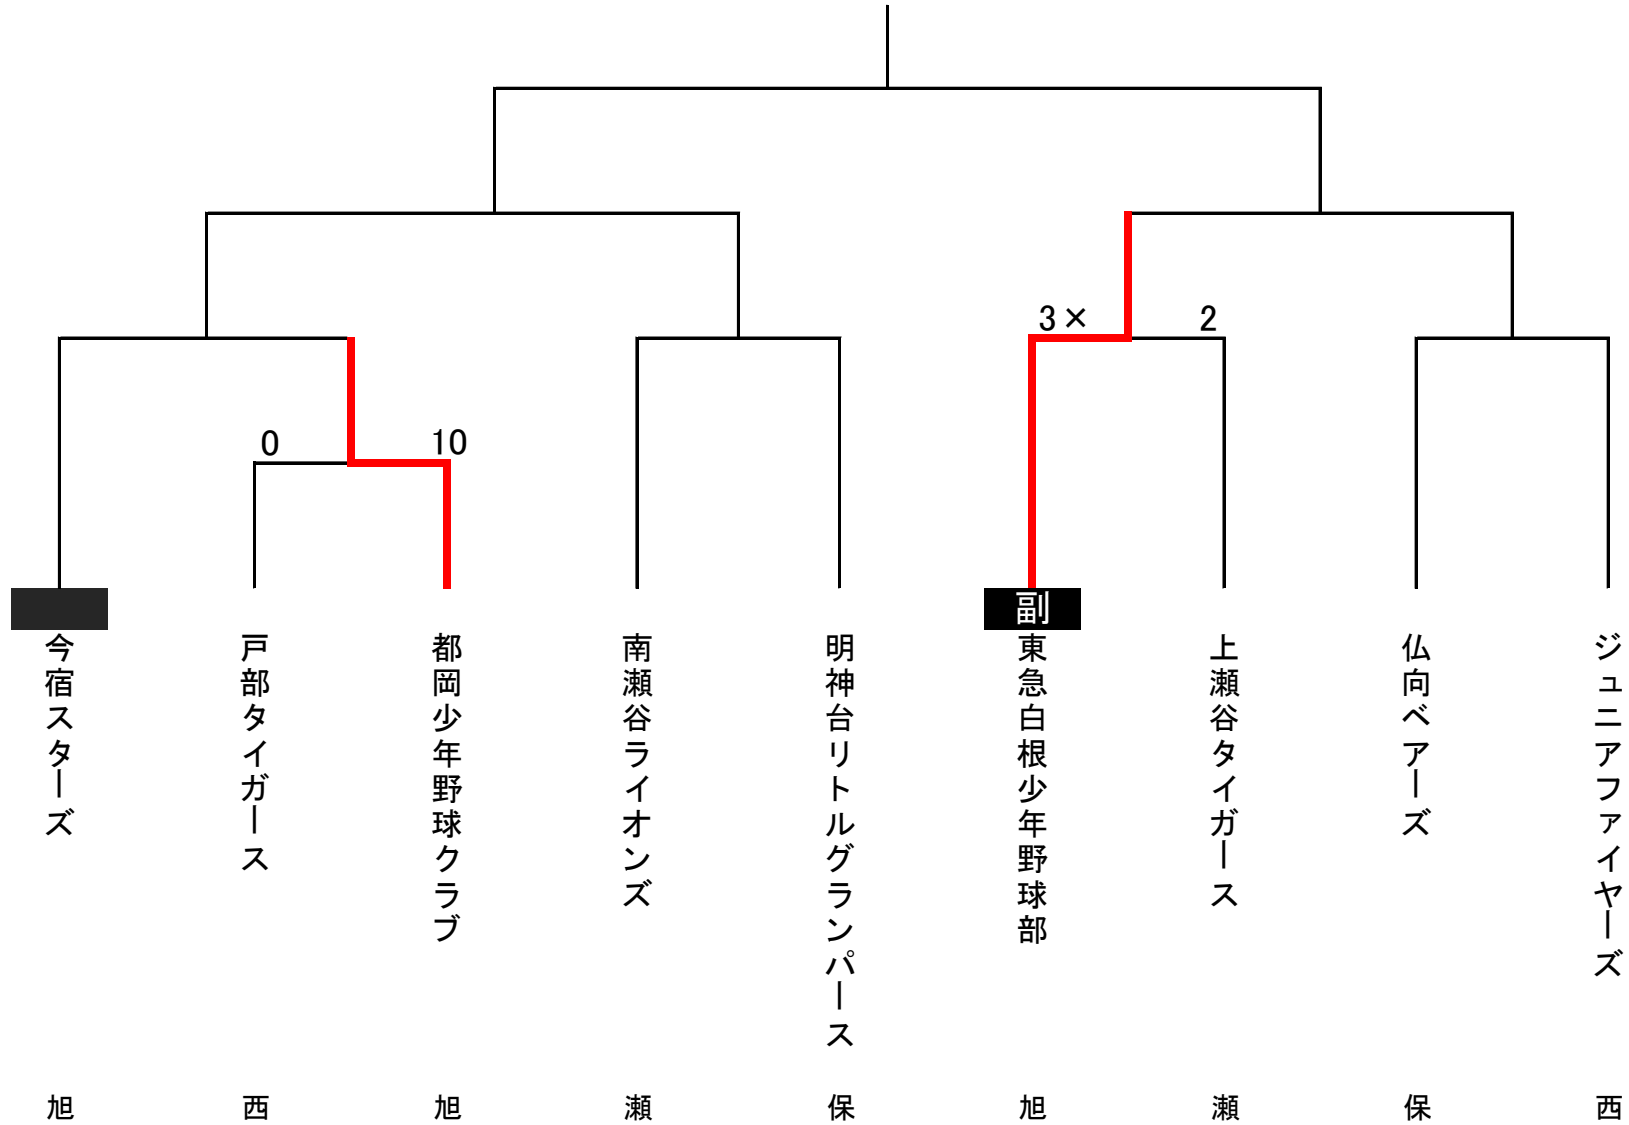 3× 2
0 10
副
今宿スターズ
戸部タイガース
都岡少年野球クラブ
南瀬谷ライオンズ
明神台リトルグランパース
東急白根少年野球部
上瀬谷タイガース
仏向ベアーズ
ジュニアファイヤーズ
旭 西 旭 瀬 保 旭 瀬 保 西